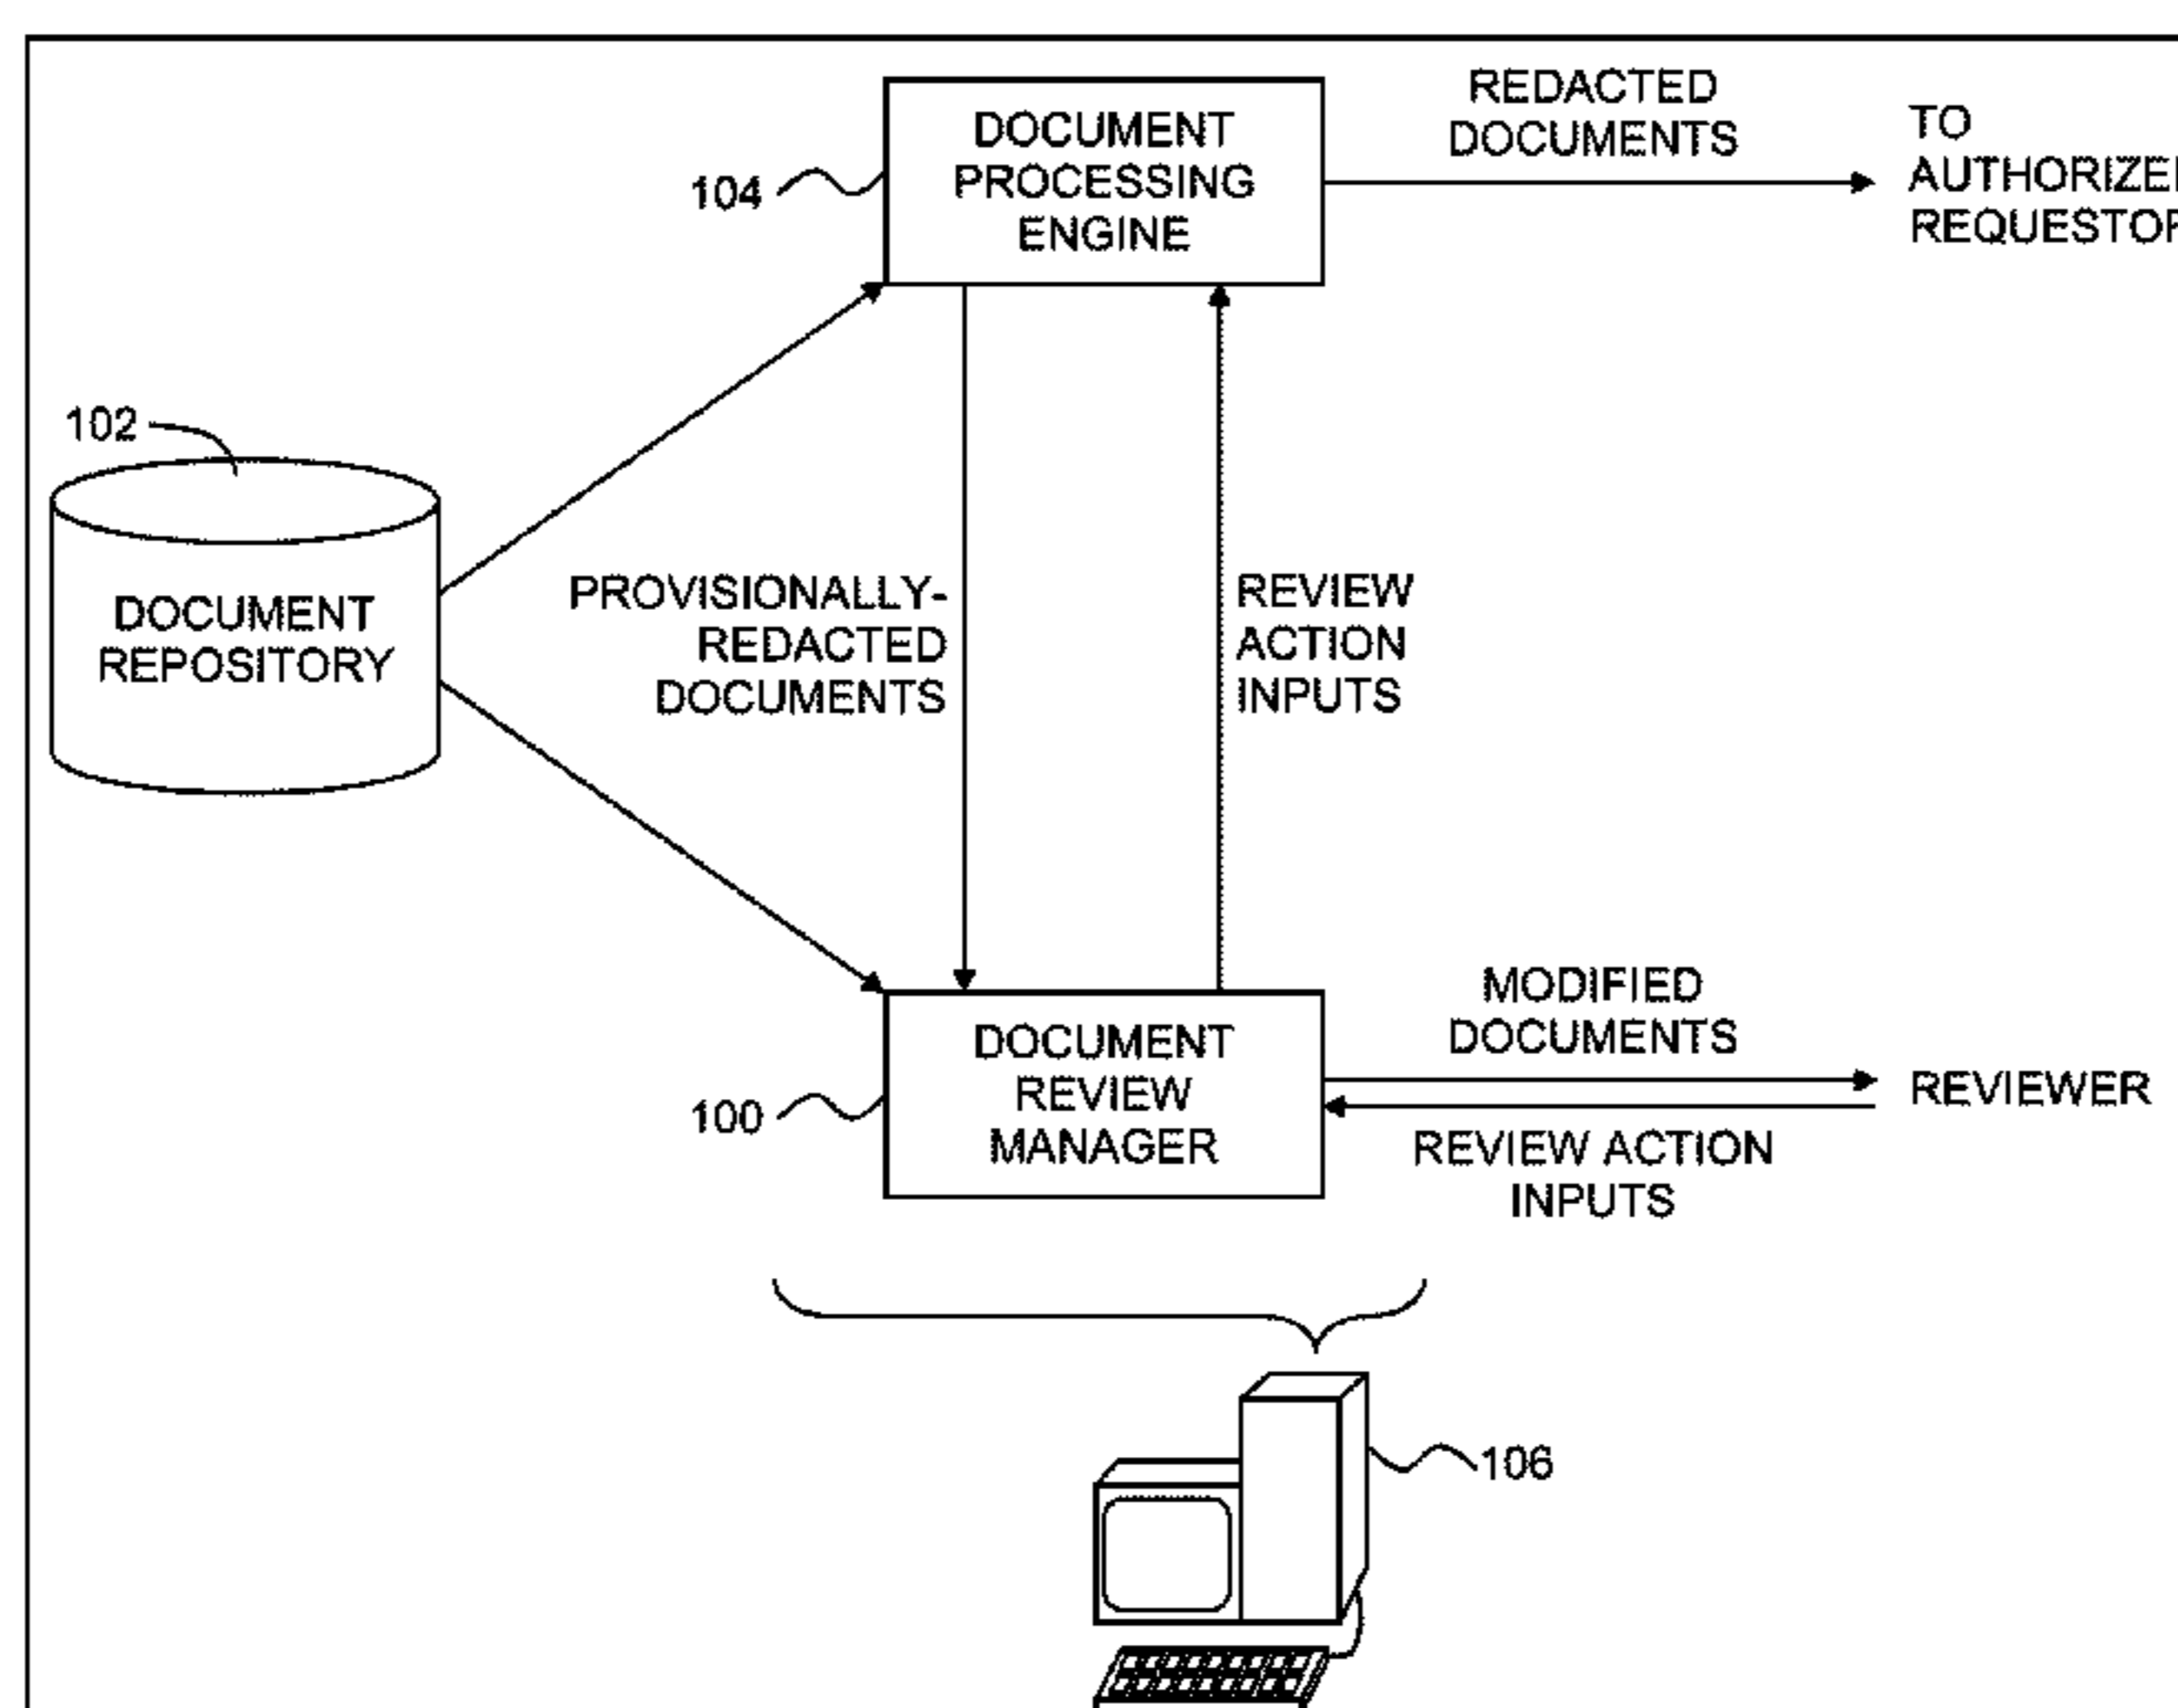 DOCUMENT
PROCESSING
ENGINE
104
REDACTED
DOCUMENTS
TO
REQUESTOR
102
DOCUMENT
REPOSITORY
PROVISIONALLY-
REDACTED
DOCUMENTS
REVIEW
ACTION
INPUTS
DOCUMENT
REVIEW
MANAGER
100
MODIFIED
DOCUMENTS
REVIEWER
REVIEW ACTION
INPUTS
106